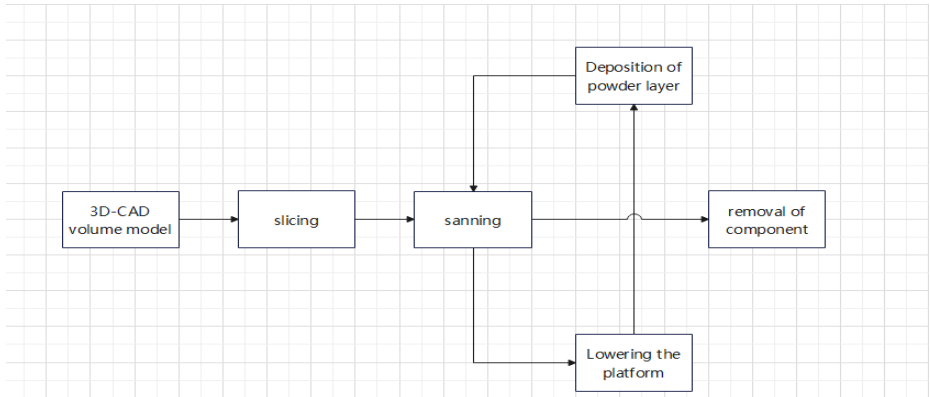 Deposition of
powder layer
3D-CAD
volume model
slicing
sanning
removal of
component
Lowering the
platform